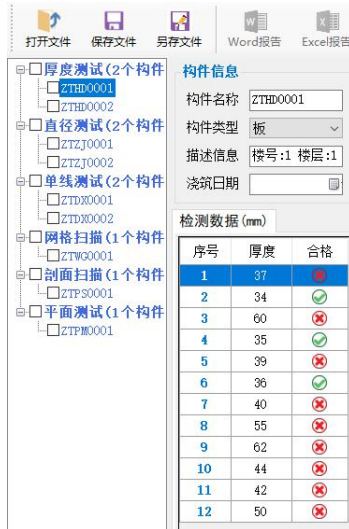 打开文件 保存文件 另存文件 Word报告 Excel报告
厚度测试(2个构件
ZTHD0001
ZTHD0002
直径测试(2个构件
ZTZJ0001
ZTZJ0002
单线测试(2个构件
ZTDX0001
ZTDX0002
网格扫描(1个构件
ZTWG0001
剖面扫描(1个构件
ZTPS0001
平面测试(1个构件
ZTPM0001
构件信息
构件名称 ZTHD0001
构件类型 板
描述信息 楼号:1 楼层:1
浇筑日期
检测数据(mm)
序号 厚度 合格
1 37
2 34
3 60
4 35
5 39
6 36
7 40
8 55
9 62
10 44
11 42
12 50